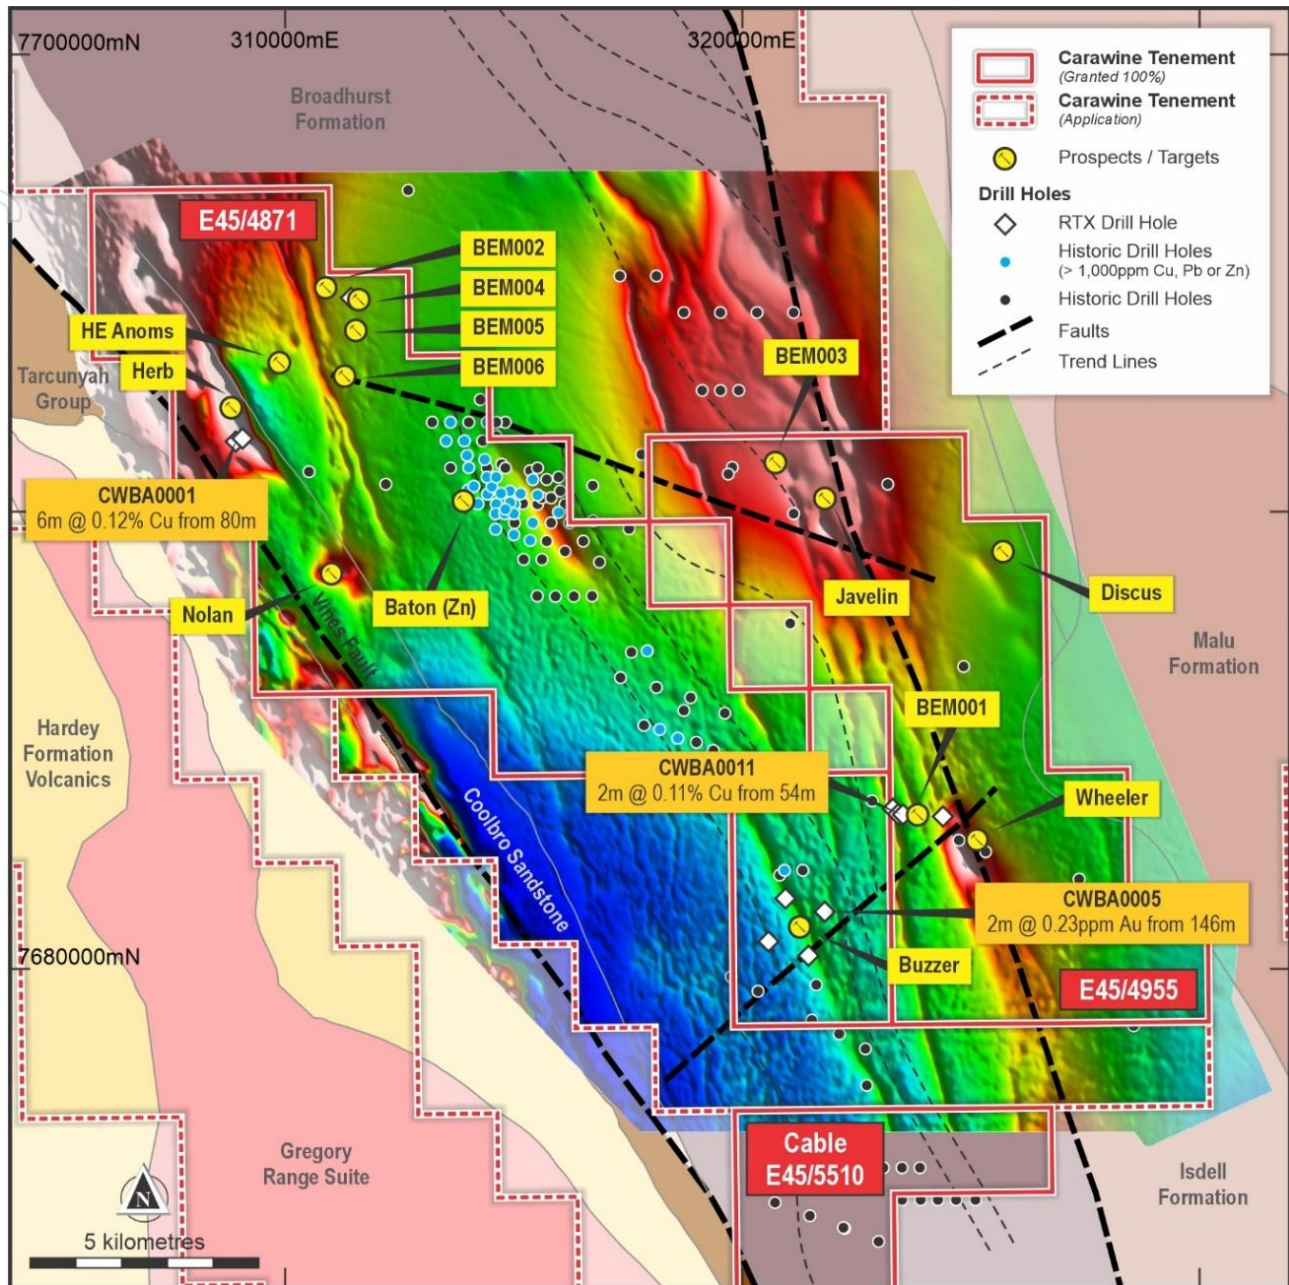 7700000mN
310000mE
320000mE
Broadhurst
Formation
Carawine Tenement
(Granted 100%)
Carawine Tenement
(Application)
Prospects / Targets
Drill Holes
RTX Drill Hole
Historic Drill Holes
(> 1,000ppm Cu, Pb or Zn)
Historic Drill Holes
Faults
Trend Lines
E45/4871
BEM002
BEM004
BEM005
BEM006
HE Anoms
Herb
Tarcunyah
Group
BEM003
CWBA0001
6m @ 0.12% Cu from 80m
Nolan
Vines Fault
Baton (Zn)
Javelin
Discus
Malu
Formation
Hardey
Formation
Volcanics
BEM001
CWBA0011
2m @ 0.11% Cu from 54m
Wheeler
Coolbro Sandstone
CWBA0005
2m @ 0.23ppm Au from 146m
Buzzer
7680000mN
E45/4955
Cable
E45/5510
Gregory
Range Suite
Isdell
Formation
N
5 kilometres